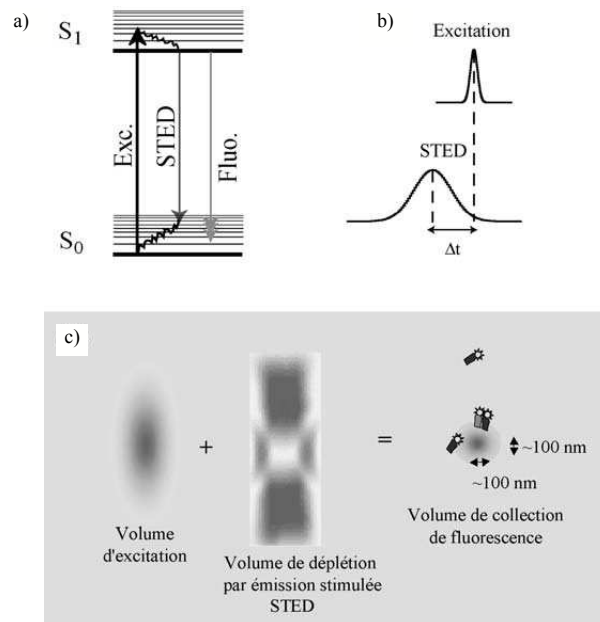 a)
S1
Exc.
STED
Fluo.
S0
b)
Excitation
STED
Δt
c)
+
=
~100 nm
~100 nm
Volume
d'excitation
Volume de déplétion
par émission stimulée
STED
Volume de collection
de fluorescence